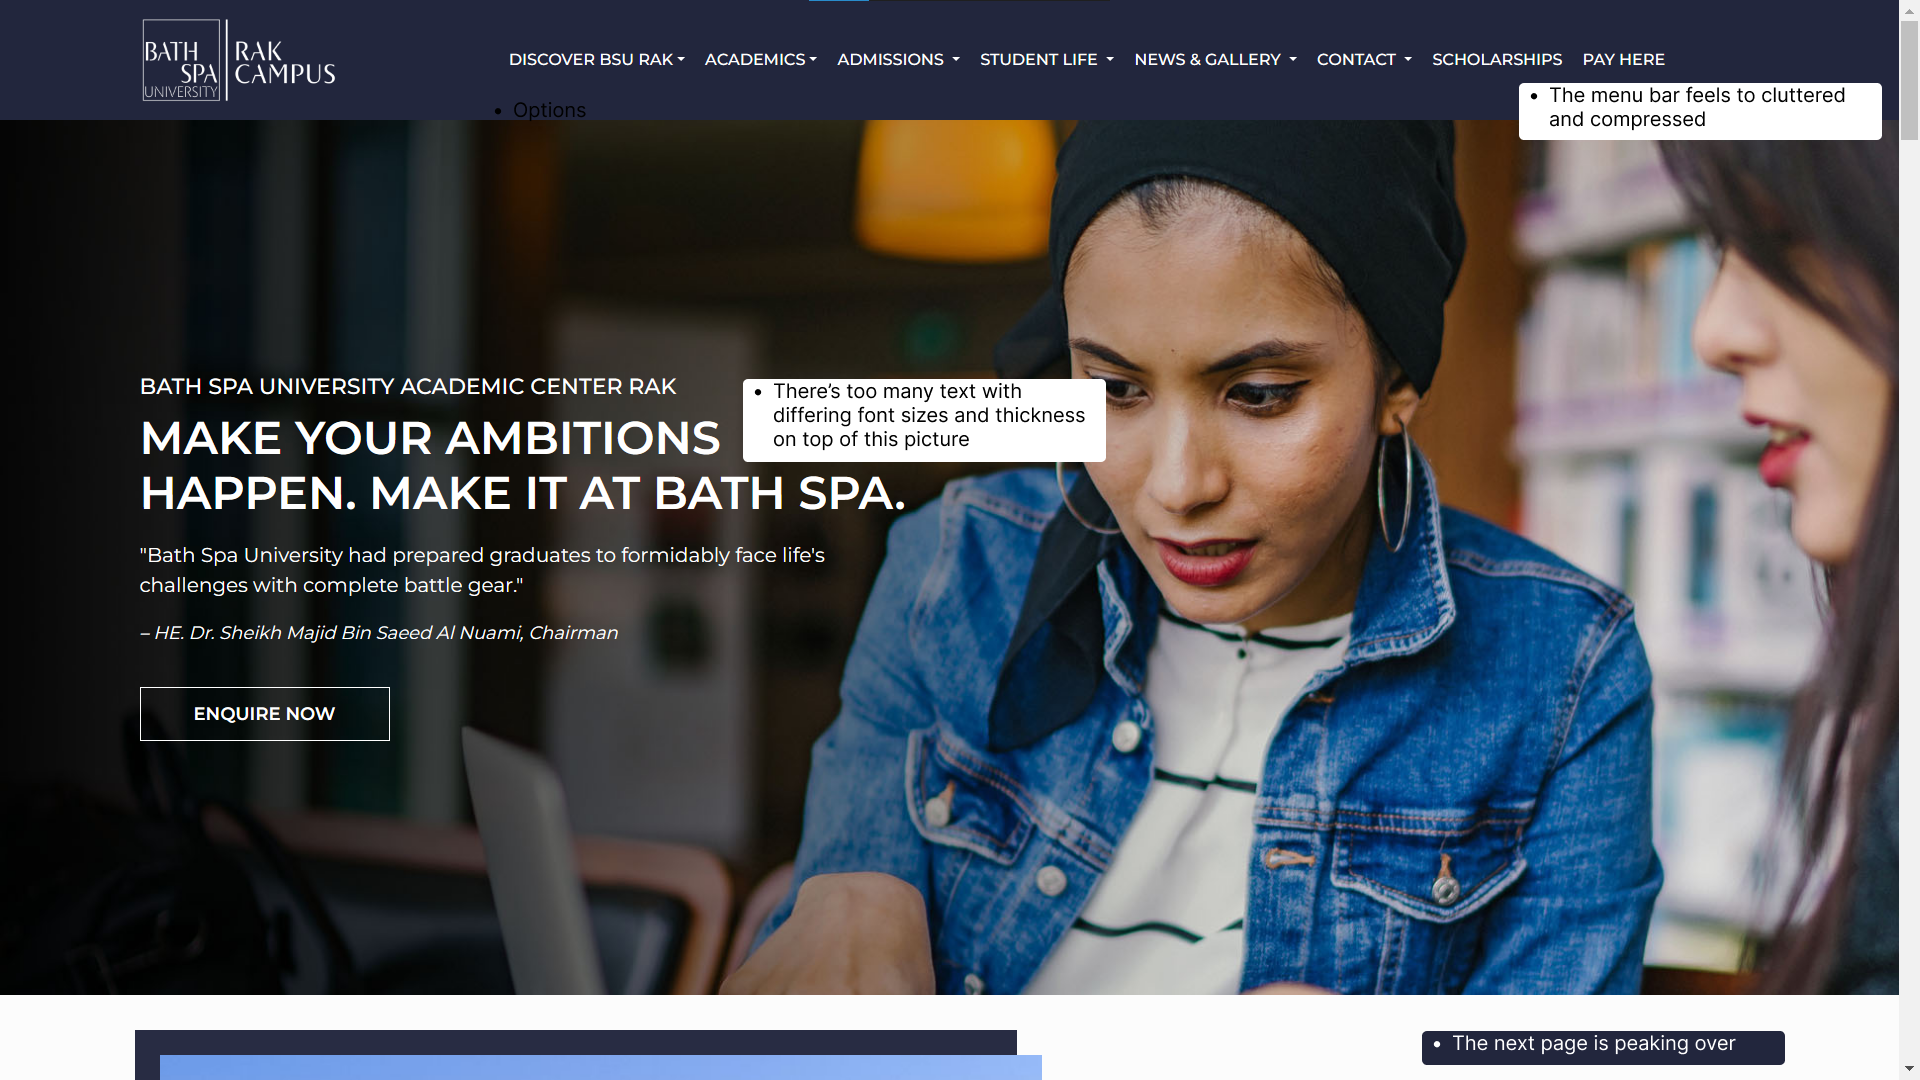 BATH
SPA
UNIVERSITY
RAK
CAMPUS
DISCOVER BSU RAK ACADEMICS ADMISSIONS STUDENT LIFE NEWS & GALLERY CONTACT SCHOLARSHIPS PAY HERE
• Options
• The menu bar feels to cluttered
and compressed
BATH SPA UNIVERSITY ACADEMIC CENTER RAK
MAKE YOUR AMBITIONS
HAPPEN. MAKE IT AT BATH SPA.
• There’s too many text with
differing font sizes and thickness
on top of this picture
"Bath Spa University had prepared graduates to formidably face life's
challenges with complete battle gear."
– HE. Dr. Sheikh Majid Bin Saeed Al Nuami, Chairman
ENQUIRE NOW
• The next page is peaking over